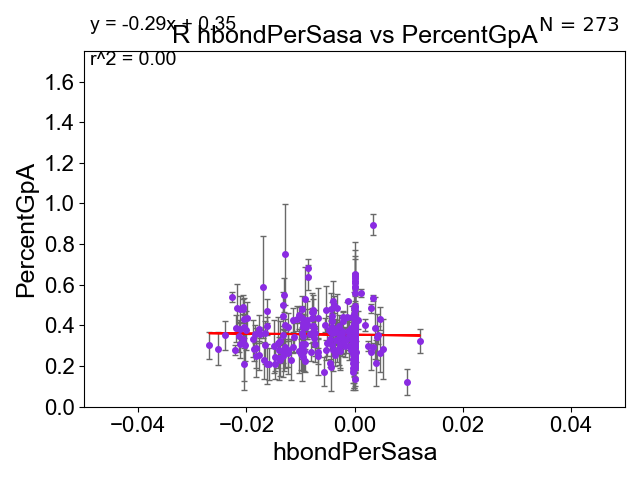 y = -0.29x + 0.35
R hbondPerSasa vs PercentGpA
N = 273
r^2 = 0.00
PercentGpA
1.6
1.4
1.2
1.0
0.8
0.6
0.4
0.2
0.0
−0.04 −0.02 0.00 0.02 0.04
hbondPerSasa